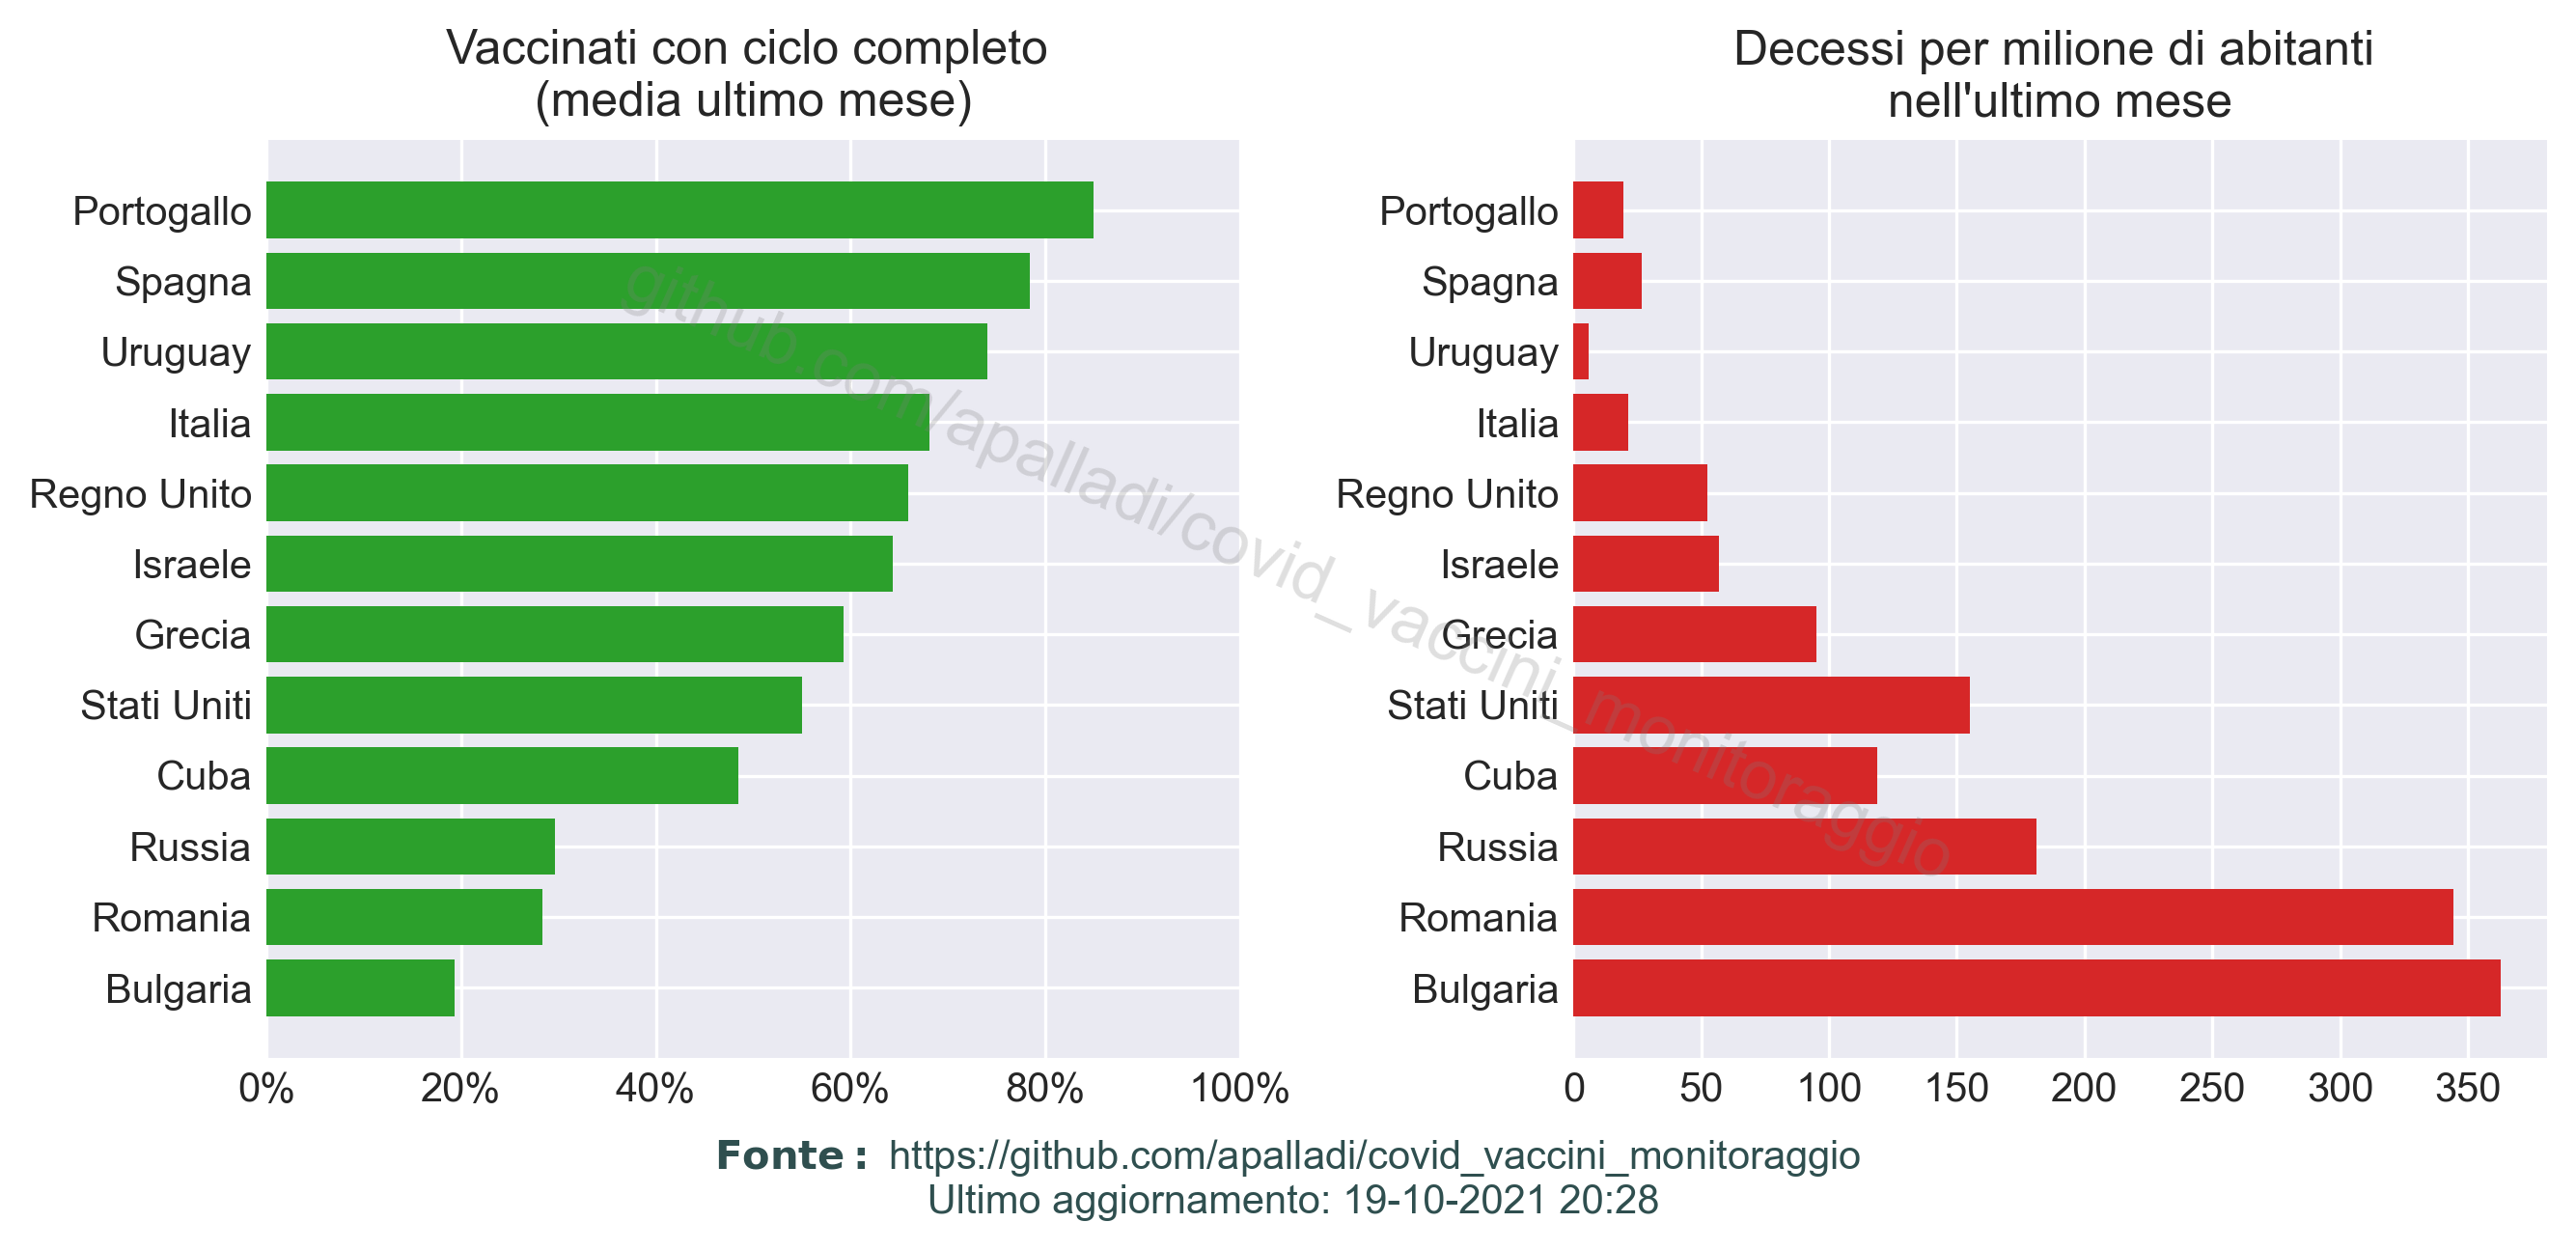 Vaccinati con ciclo completo
(media ultimo mese)
Portogallo
Spagna
Uruguay
Italia
Regno Unito
Israele
Grecia
Stati Uniti
Cuba
Russia
Romania
Bulgaria
0% 20% 40% 60% 80% 100%
Decessi per milione di abitanti
nell'ultimo mese
Portogallo
Spagna
Uruguay
Italia
Regno Unito
Israele
Grecia
Stati Uniti
Cuba
Russia
Romania
Bulgaria
0 50 100 150 200 250 300 350
github.com/apalladi/covid_vaccini_monitoraggio
Fonte: https://github.com/apalladi/covid_vaccini_monitoraggio
Ultimo aggiornamento: 19-10-2021 20:28